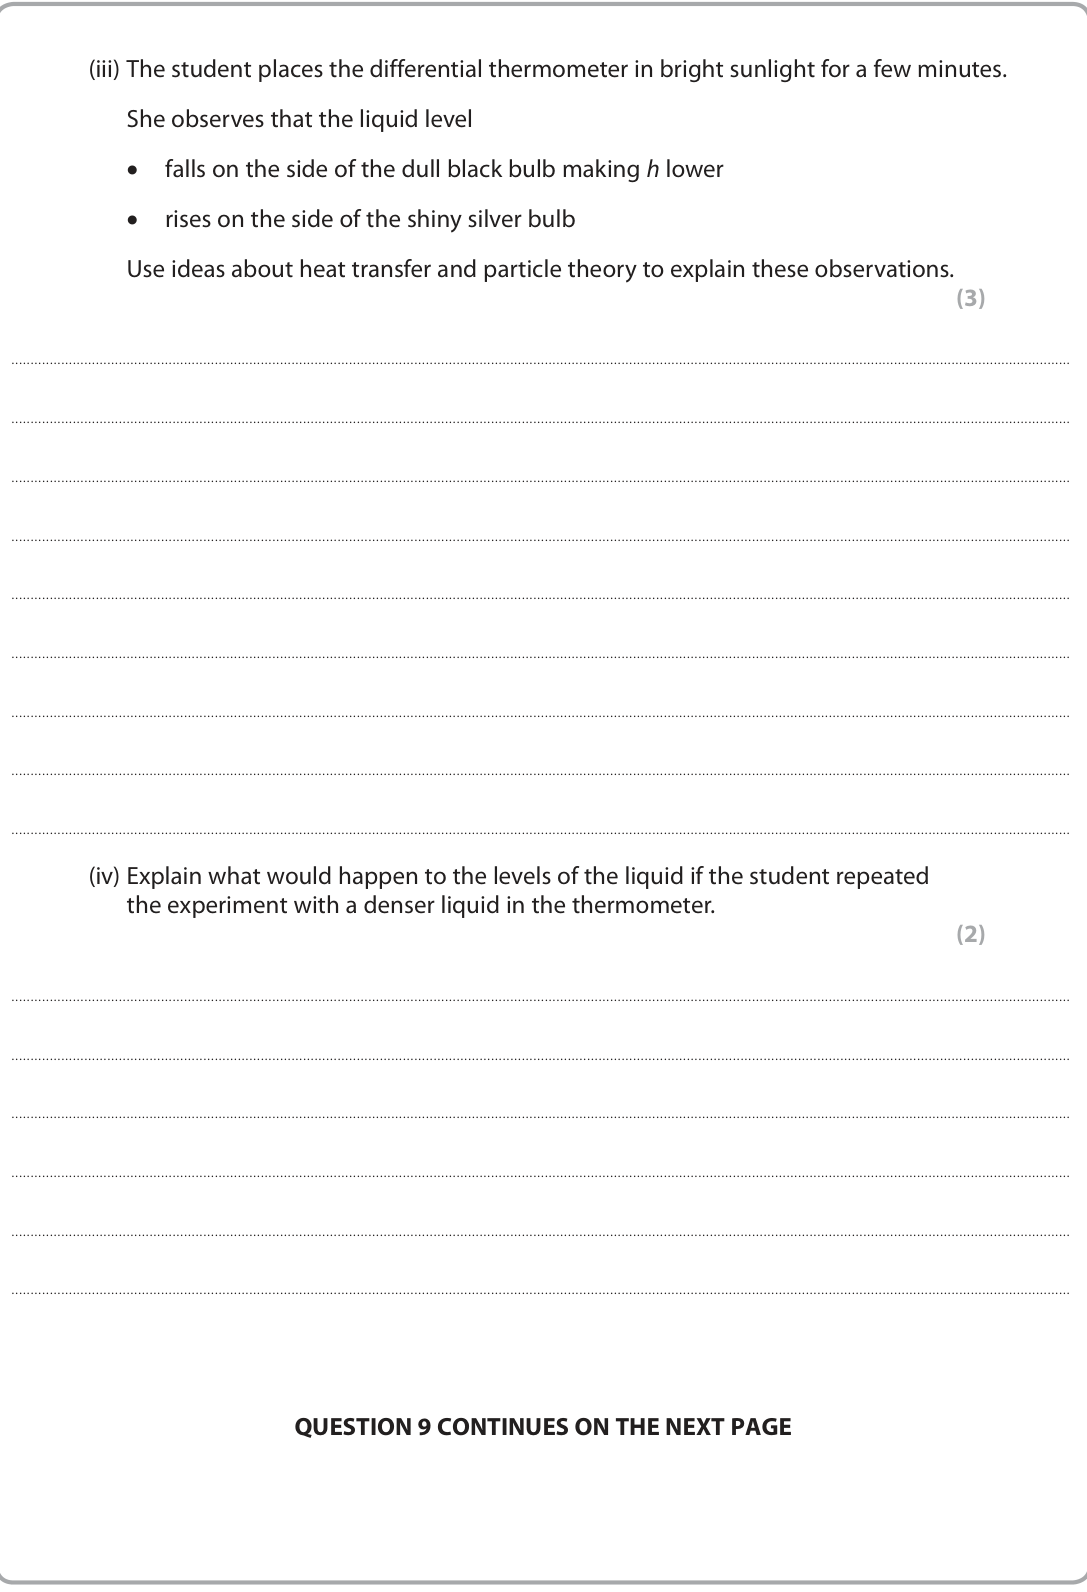 (iii) The student places the differential thermometer in bright sunlight for a few minutes.
She observes that the liquid level
• falls on the side of the dull black bulb making h lower
• rises on the side of the shiny silver bulb
Use ideas about heat transfer and particle theory to explain these observations.
(3)
(iv) Explain what would happen to the levels of the liquid if the student repeated
the experiment with a denser liquid in the thermometer.
(2)
QUESTION 9 CONTINUES ON THE NEXT PAGE